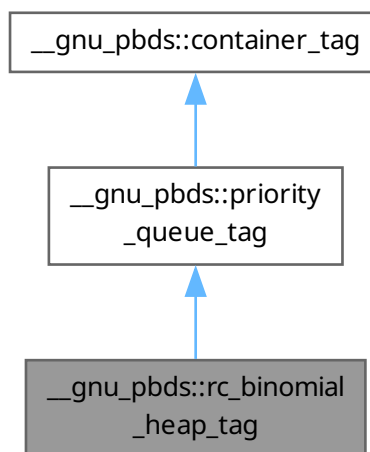 __gnu_pbds::container_tag
__gnu_pbds::priority
_queue_tag
__gnu_pbds::rc_binomial
_heap_tag